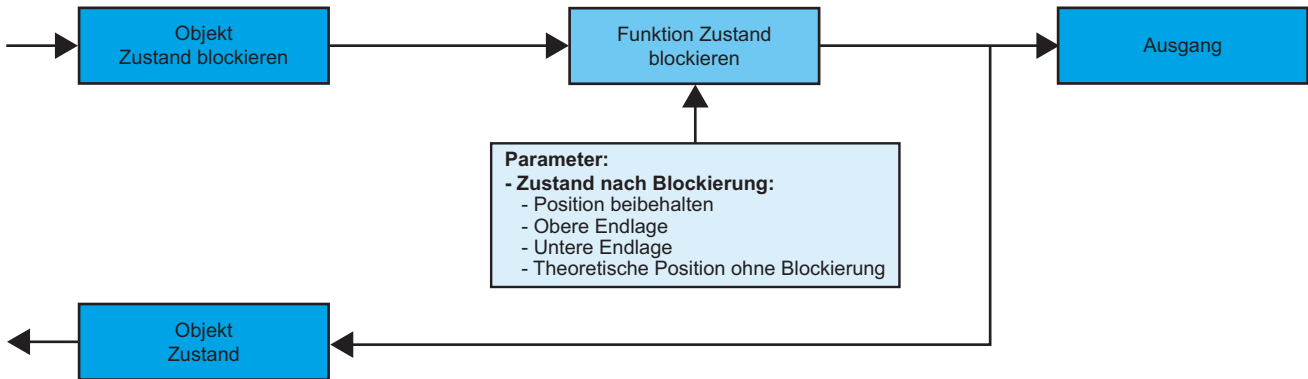 Objekt
Zustand blockieren
Funktion Zustand
blockieren
Ausgang
Parameter:
- Zustand nach Blockierung:
- Position beibehalten
- Obere Endlage
- Untere Endlage
- Theoretische Position ohne Blockierung
Objekt
Zustand